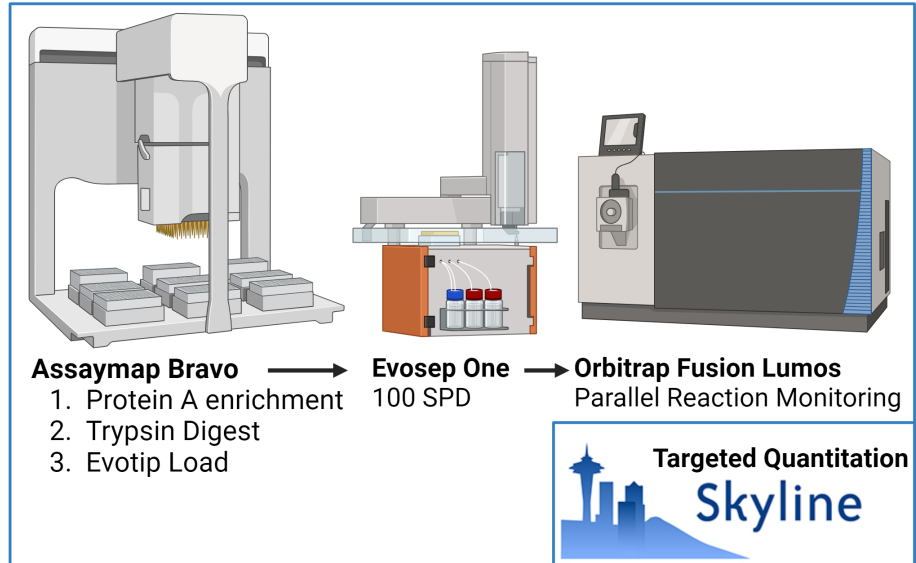 Assaymap Bravo
1. Protein A enrichment
2. Trypsin Digest
3. Evotip Load
Evosep One
100 SPD
Orbitrap Fusion Lumos
Parallel Reaction Monitoring
Targeted Quantitation
Skyline